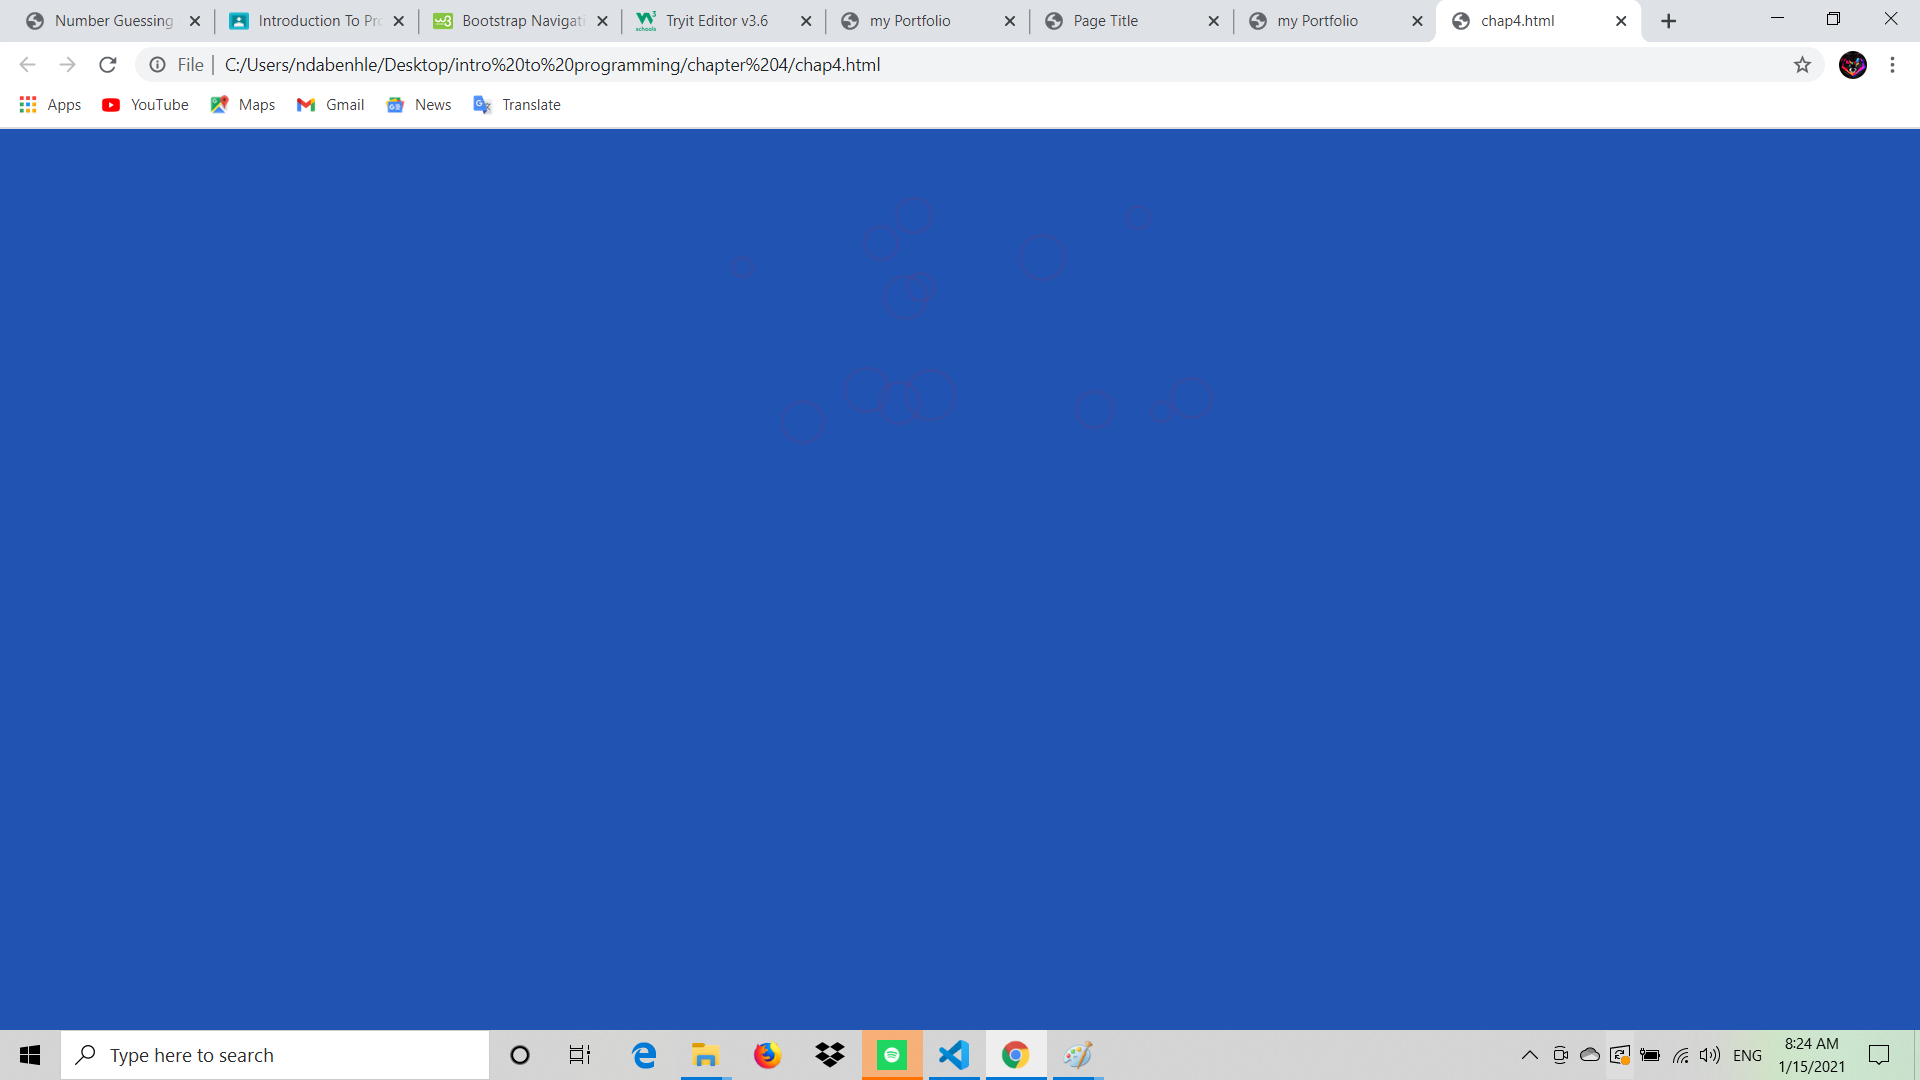 Number Guessing
Introduction To Pr
Bootstrap Navigati
Tryit Editor v3.6
my Portfolio
Page Title
my Portfolio
chap4.html
File
C:/Users/ndabenhle/Desktop/intro%20to%20programming/chapter%204/chap4.html
Apps
YouTube
Maps
Gmail
News
Translate
Type here to search
ENG
8:24 AM
1/15/2021